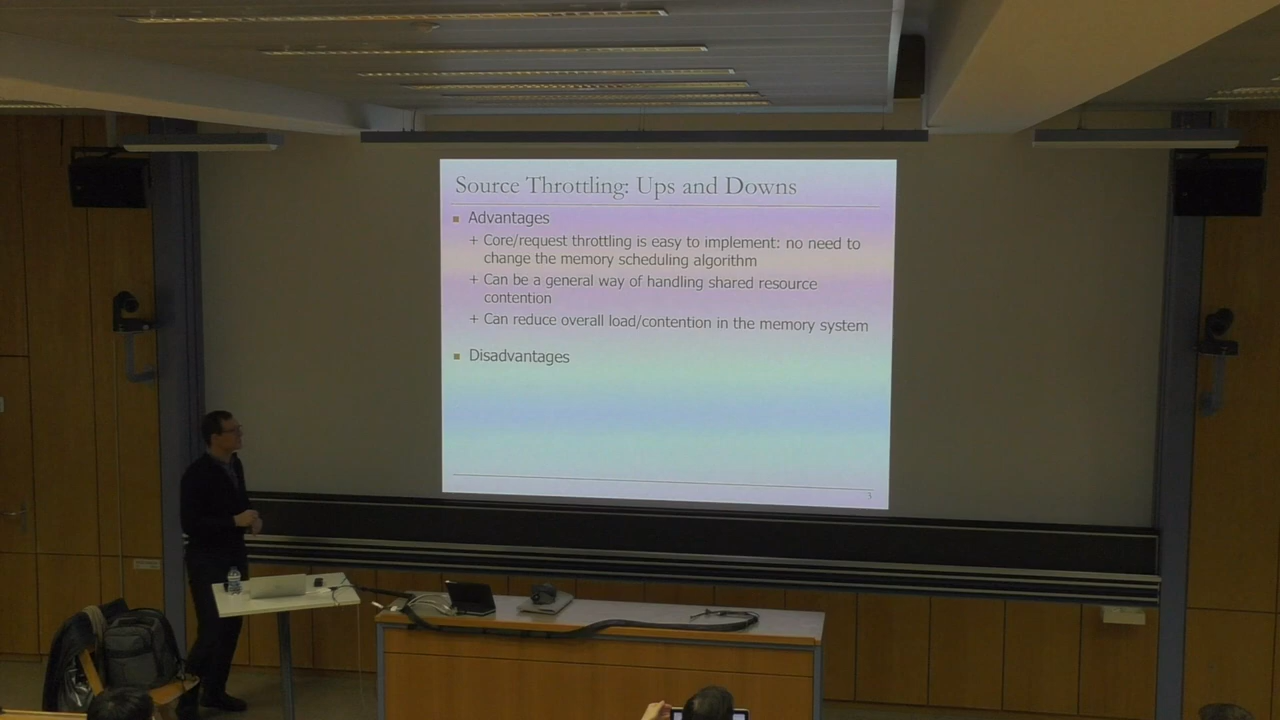 Source Throttling: Ups and Downs
Advantages
+ Core/request throttling is easy to implement: no need to
change the memory scheduling algorithm
+ Can be a general way of handling shared resource
contention
+ Can reduce overall load/contention in the memory system
Disadvantages
5